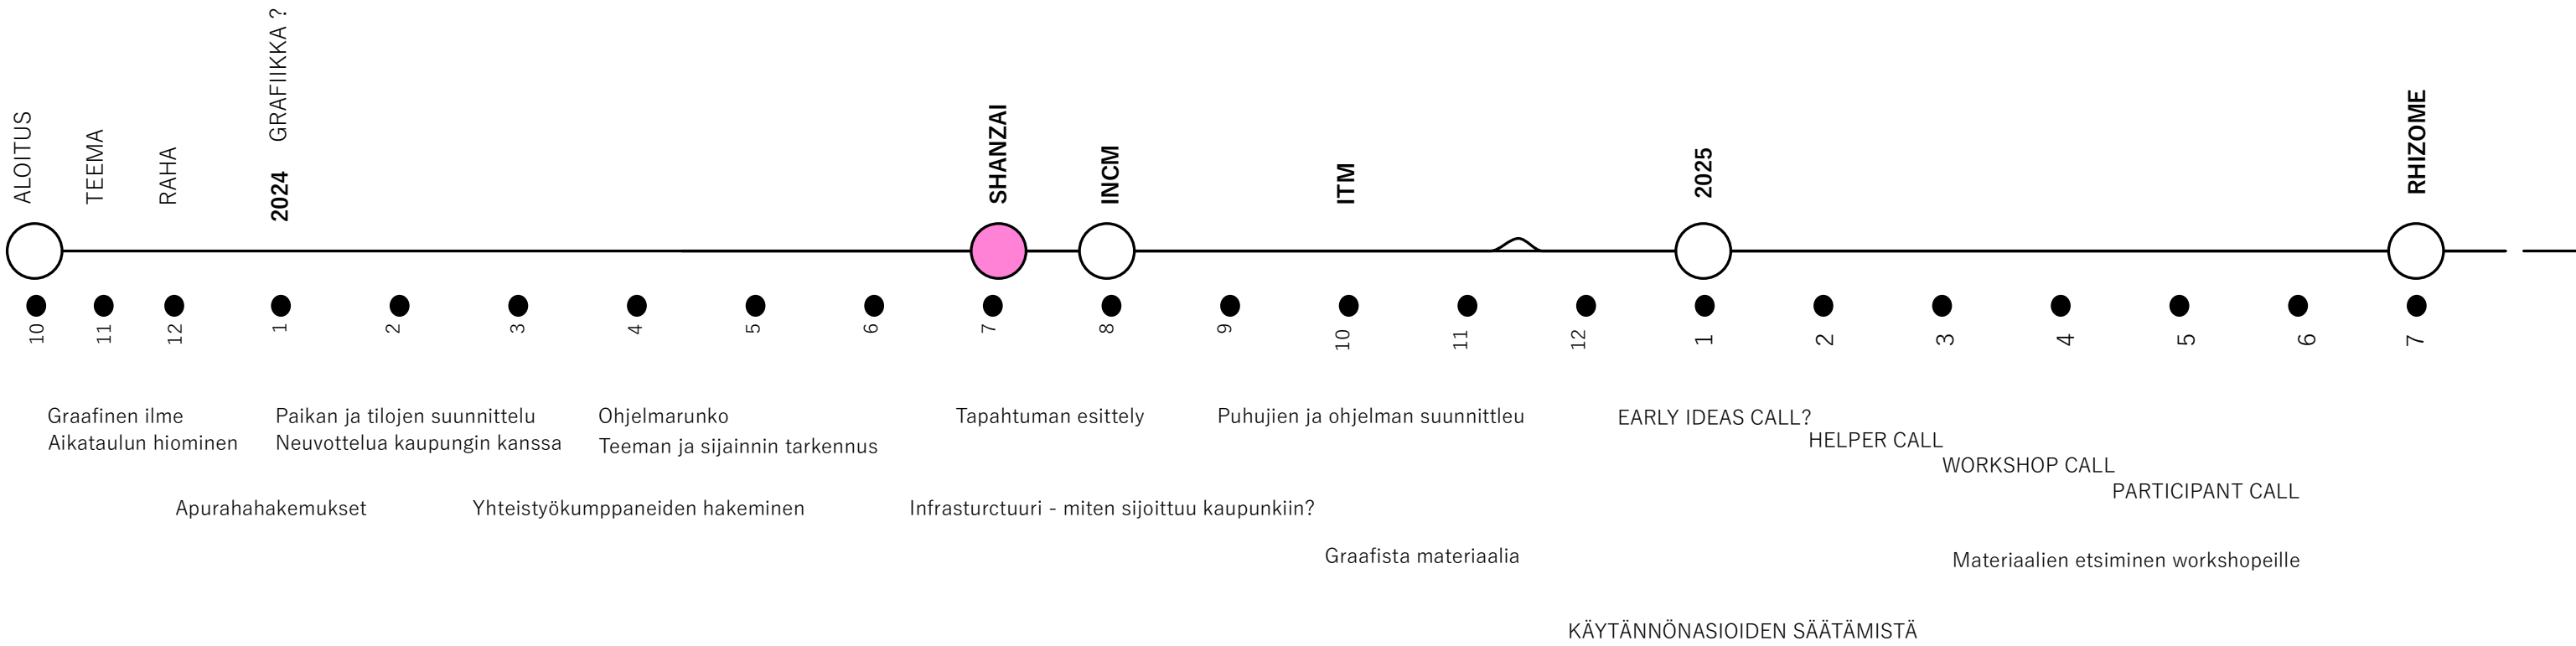 ALOITUS
TEEMA
RAHA
2024 GRAFIIKKA ?
SHANZAI
INCM
ITM
2025
RHIZOME
10
11
12
1
2
3
4
5
6
7
8
9
10
11
12
1
2
3
4
5
6
7
Graafinen ilme
Aikataulun hiominen
Paikan ja tilojen suunnittelu
Neuvottelua kaupungin kanssa
Ohjelmarunko
Teeman ja sijainnin tarkennus
Tapahtuman esittely
Puhujien ja ohjelman suunnittleu
EARLY IDEAS CALL?
HELPER CALL
WORKSHOP CALL
PARTICIPANT CALL
Apurahahakemukset
Yhteistyökumppaneiden hakeminen
Infrasturctuuri - miten sijoittuu kaupunkiin?
Graafista materiaalia
Materiaalien etsiminen workshopeille
KÄYTÄNNÖNASIOIDEN SÄÄTÄMISTÄ